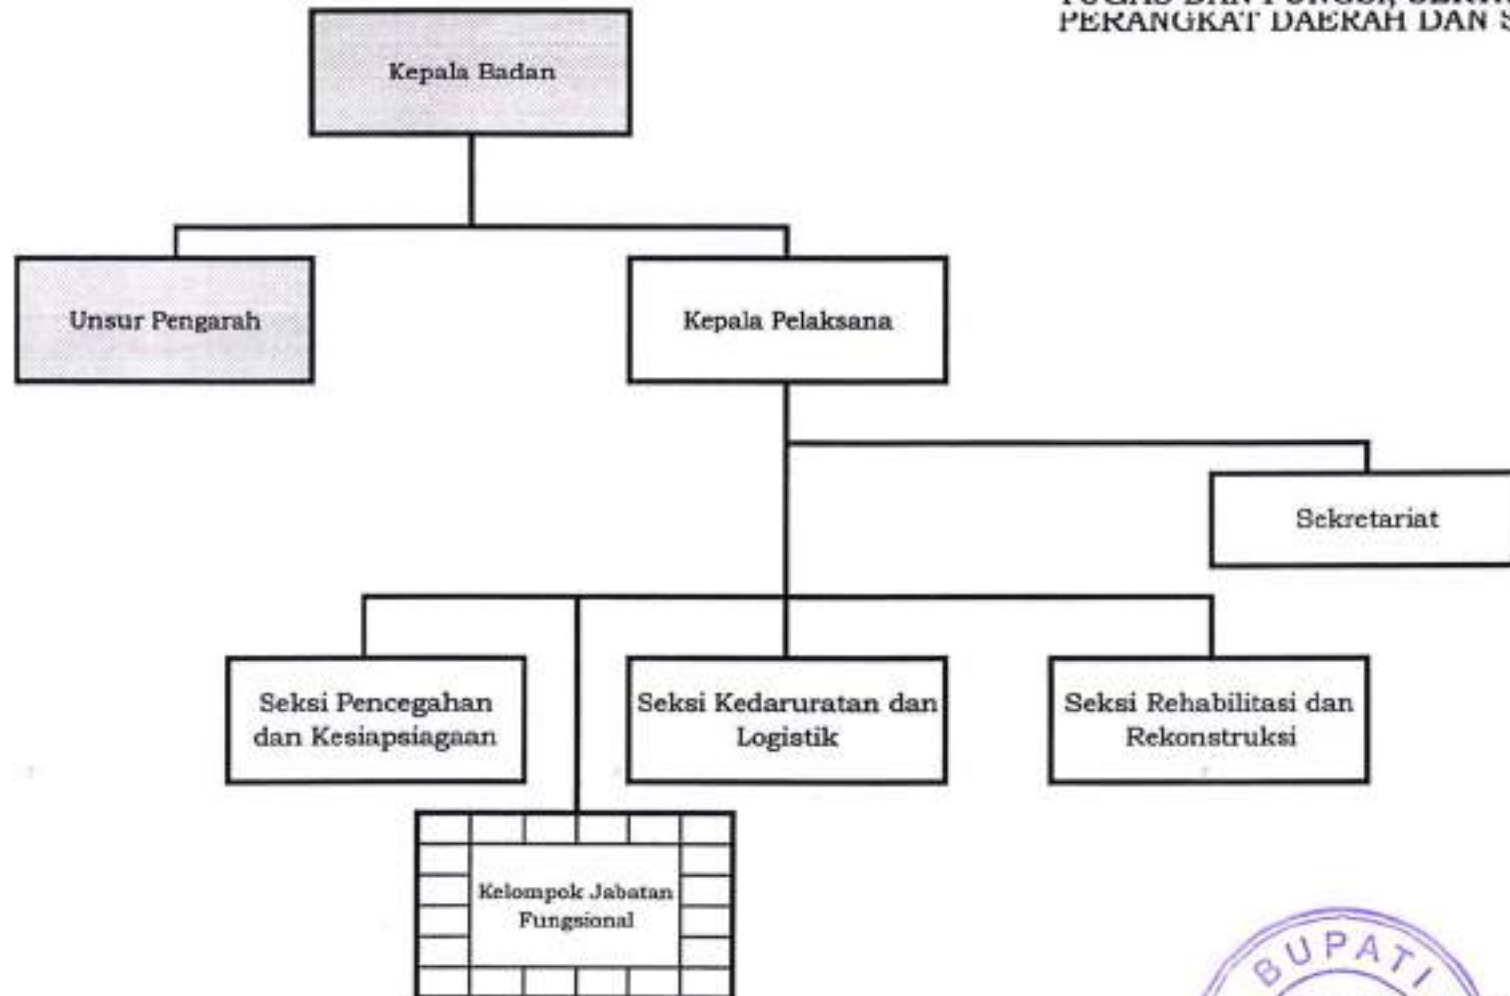 PERANGKAT DAERAH DAN S
Kepala Badan
Unsur Pengarah
Kepala Pelaksana
Sekretariat
Seksi Pencegahan
dan Kesiapsiagaan
Seksi Kedaruratan dan
Logistik
Seksi Rehabilitasi dan
Rekonstruksi
Kelompok Jabatan
Fungsional
BUPATI